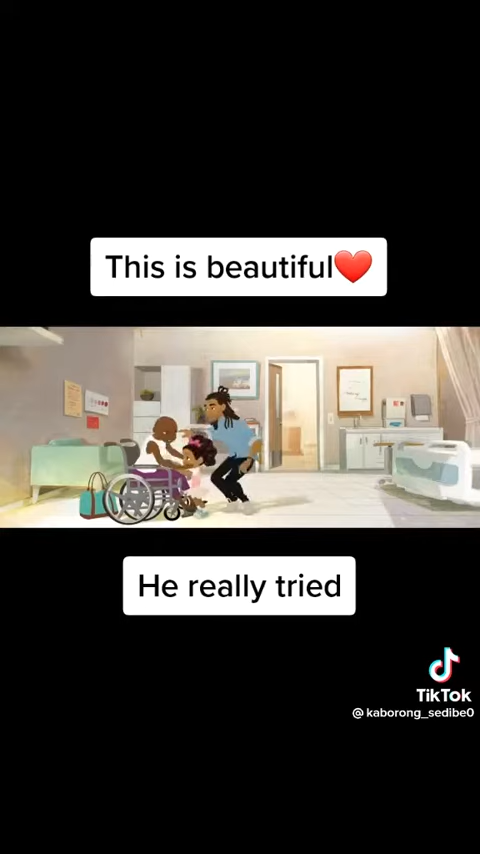 This is beautiful❤️
He really tried
TikTok
@ kaborong_sedibe0